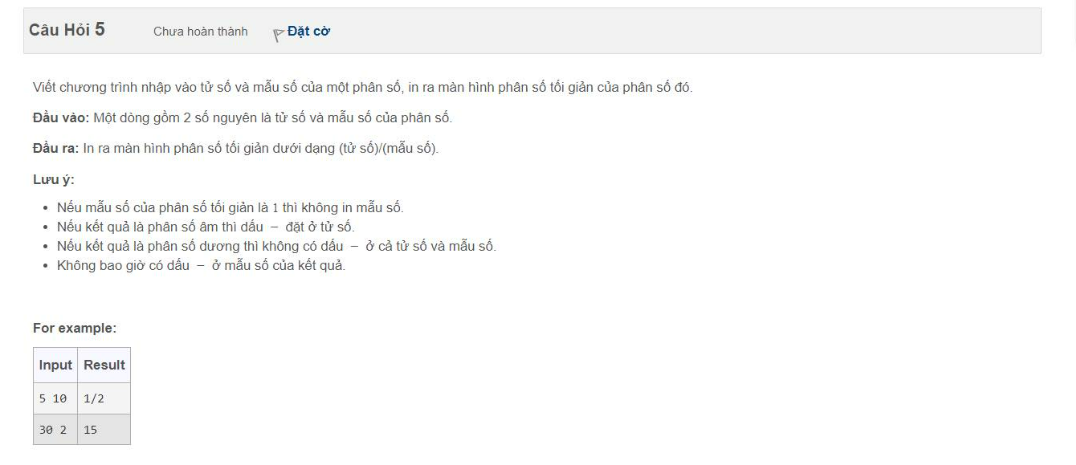 Câu Hỏi 5 Chưa hoàn thành Đặt cờ
Viết chương trình nhập vào tử số và mẫu số của một phân số, in ra màn hình phân số tối giản của phân số đó.
Đầu vào: Một dòng gồm 2 số nguyên là tử số và mẫu số của phân số.
Đầu ra: In ra màn hình phân số tối giản dưới dạng (tử số)/(mẫu số).
Lưu ý:
• Nếu mẫu số của phân số tối giản là 1 thì không in mẫu số.
• Nếu kết quả là phân số âm thì dấu − đặt ở tử số.
• Nếu kết quả là phân số dương thì không có dấu − ở cả tử số và mẫu số.
• Không bao giờ có dấu − ở mẫu số của kết quả.
For example:
Input Result
5 10 1/2
30 2 15